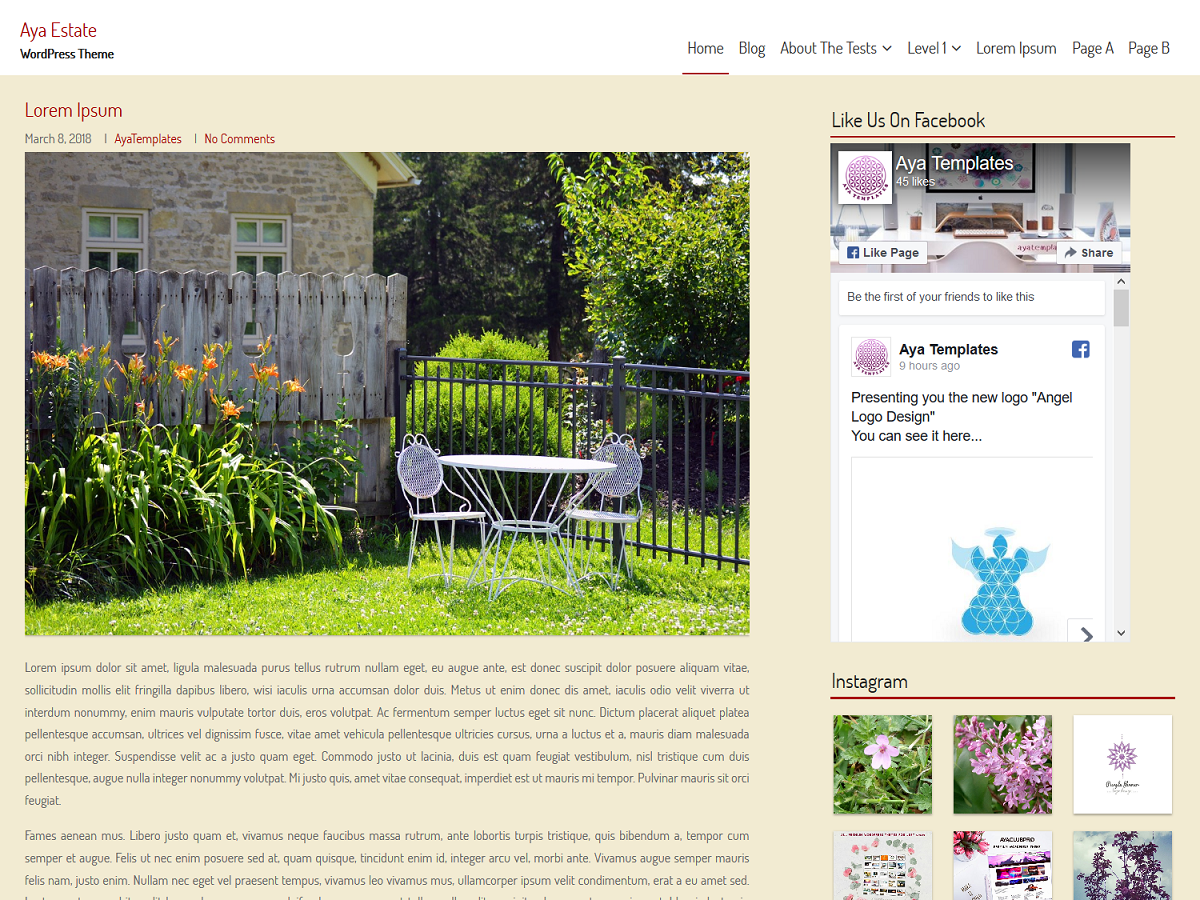 Aya Estate
WordPress Theme
Home Blog About The Tests Level 1 Lorem Ipsum Page A Page B
Lorem Ipsum
March 8, 2018 | AyaTemplates | No Comments
Lorem ipsum dolor sit amet, ligula malesuada purus tellus rutrum nullam eget, eu augue ante, est donec suscipit dolor posuere aliquam vitae,
sollicitudin mollis elit fringilla dapibus libero, wisi iaculis urna accumsan dolor duis. Metus ut enim donec dis amet, iaculis odio velit viverra ut
interdum nonummy, enim mauris vulputate tortor duis, eros volutpat. Ac fermentum semper luctus eget sit nunc. Dictum placerat aliquet platea
pellentesque accumsan, ultrices vel dignissim fusce, vitae amet vehicula pellentesque ultricies cursus, urna a luctus et a, mauris diam malesuada
orci nibh integer. Suspendisse velit ac a justo quam eget. Commodo justo ut lacinia, duis est quam feugiat vestibulum, nisl tristique cum duis
pellentesque, augue nulla integer nonummy volutpat. Mi justo quis, amet vitae consequat, imperdiet est ut mauris mi tempor. Pulvinar mauris sit orci
feugiat.
Fames aenean mus. Libero justo quam et, vivamus neque faucibus massa rutrum, ante lobortis turpis tristique, quis bibendum a, tempor cum
semper et augue. Felis ut nec enim posuere sed at, quam quisque, tincidunt enim id, integer arcu vel, morbi ante. Vivamus augue semper mauris
felis nam, justo enim. Nullam nec eget vel praesent tempus, vivamus leo vivamus mus, ullamcorper ipsum velit condimentum, erat a eu amet sed.
Like Us On Facebook
AYA TEMPLATES
Aya Templates
45 likes
Like Page
Share
Be the first of your friends to like this
Aya Templates
9 hours ago
Presenting you the new logo "Angel
Logo Design"
You can see it here...
Instagram
AYACLUBPRO